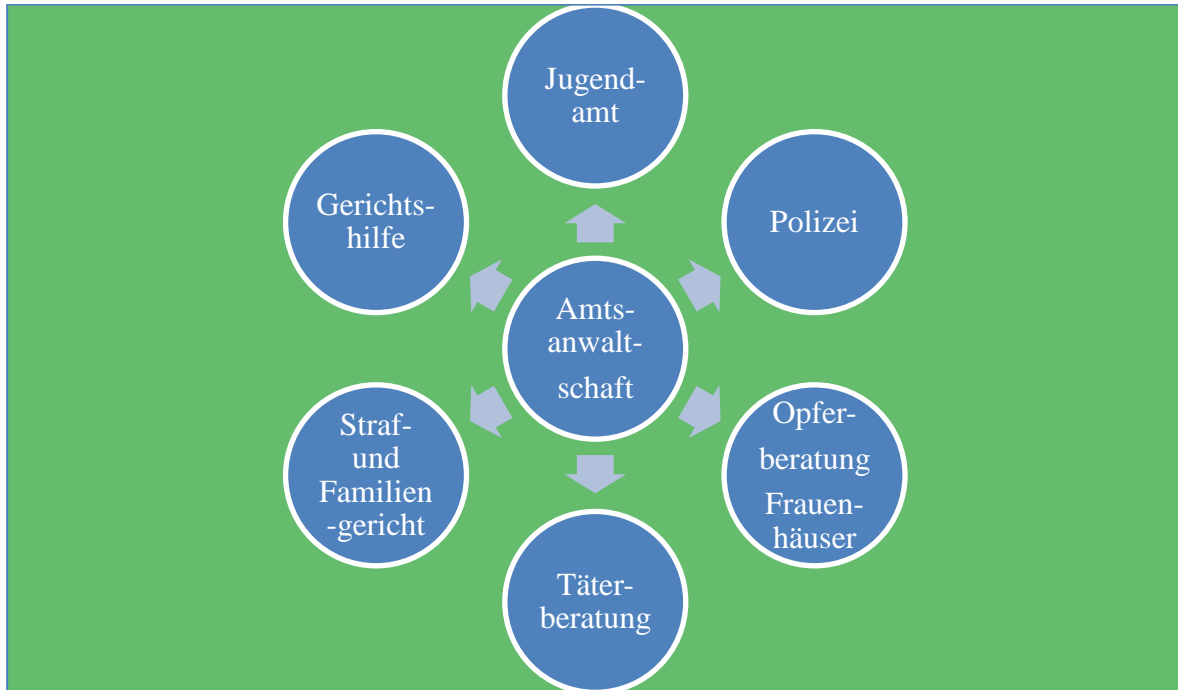 Jugend-
amt
Gerichts-
hilfe
Polizei
Amts-
anwalt-
schaft
Straf-
und
Familien
-gericht
Opfer-
beratung
Frauen-
häuser
Täter-
beratung